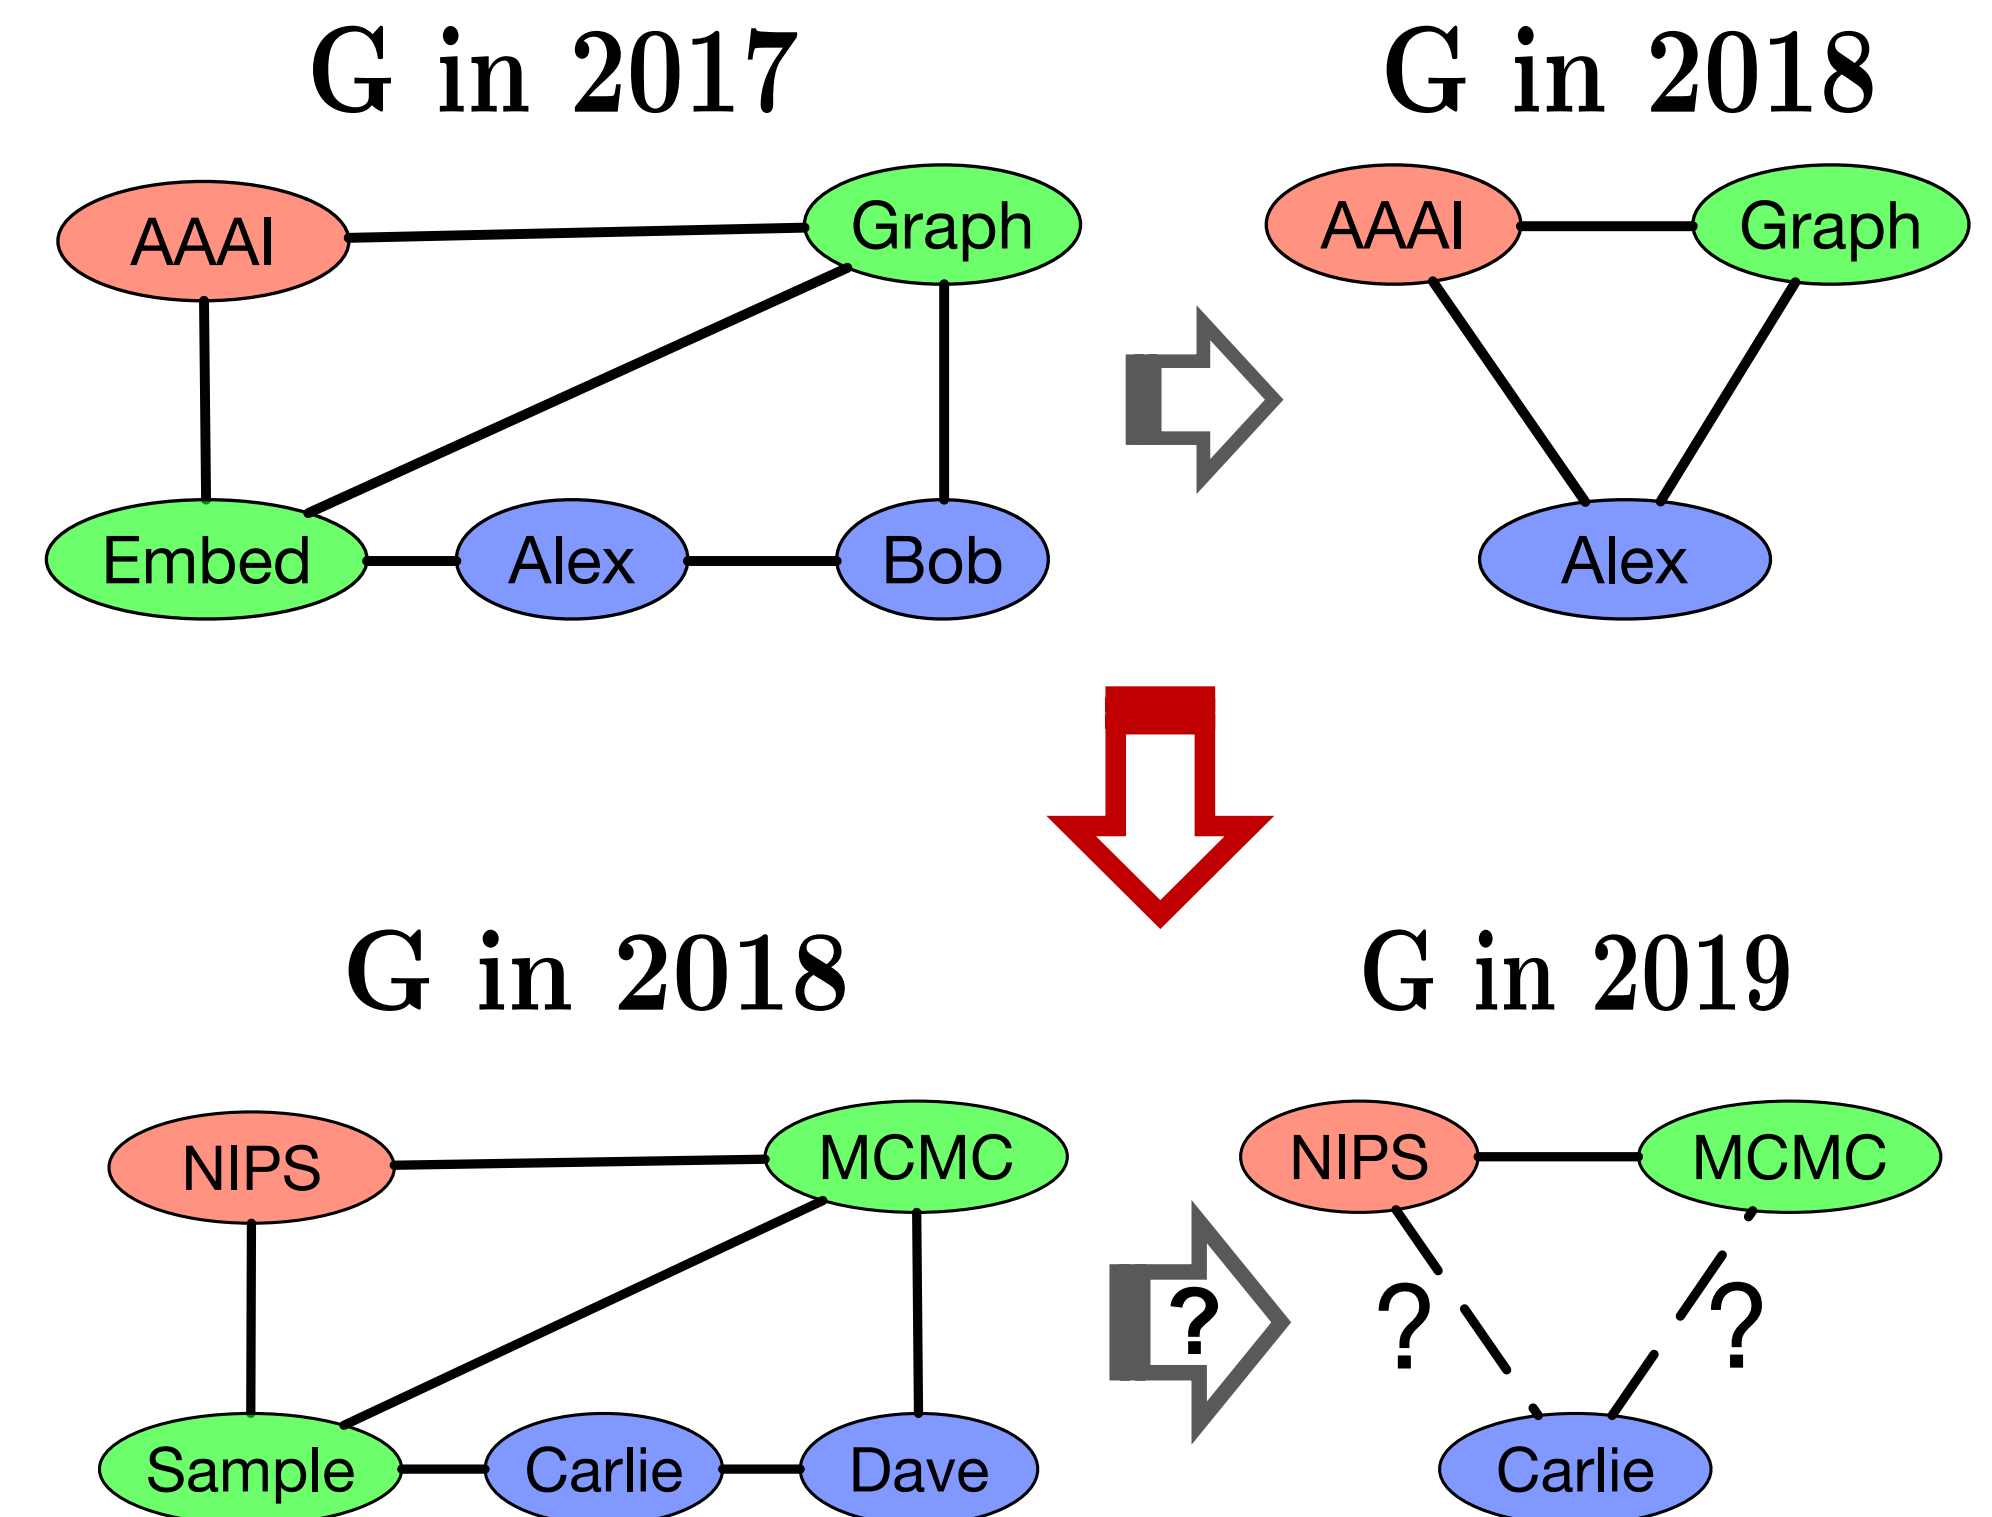 G in 2017
G in 2018
AAAI
Graph
AAAI
Graph
Embed
Alex
Bob
Alex
G in 2018
G in 2019
NIPS
MCMC
NIPS
MCMC
?
?
?
Sample
Carlie
Dave
Carlie